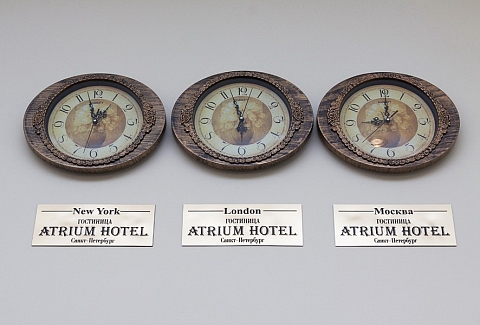 New York
ГОСТИНИЦА
ATRIUM HOTEL
Санкт-Петербург
London
ГОСТИНИЦА
ATRIUM HOTEL
Санкт-Петербург
Москва
ГОСТИНИЦА
ATRIUM HOTEL
Санкт-Петербург